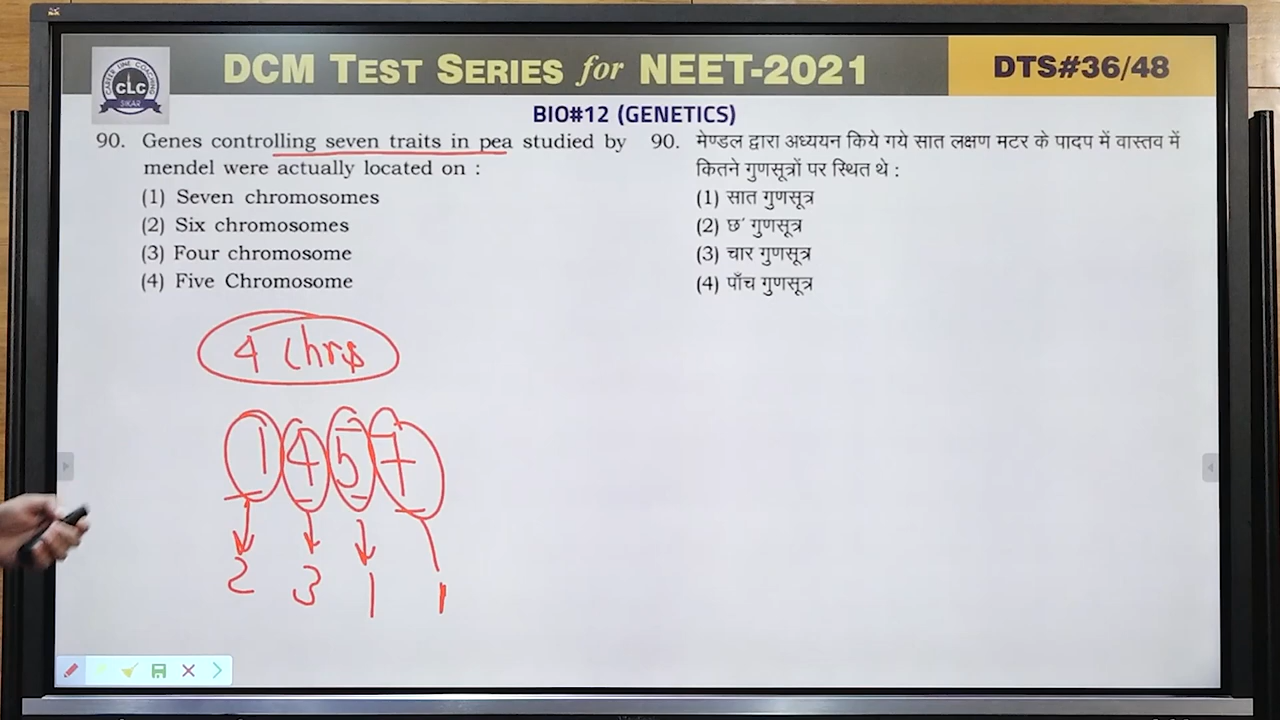 CAREER LINE COACHING
CLC
SIKAR
DCM TEST SERIES for NEET-2021
DTS#36/48
BIO#12 (GENETICS)
90. Genes controlling seven traits in pea studied by
mendel were actually located on :
(1) Seven chromosomes
(2) Six chromosomes
(3) Four chromosome
(4) Five Chromosome
90. मेण्डल द्वारा अध्ययन किये गये सात लक्षण मटर के पादप में वास्तव में
कितने गुणसूत्रों पर स्थित थे :
(1) सात गुणसूत्र
(2) छ' गुणसूत्र
(3) चार गुणसूत्र
(4) पाँच गुणसूत्र
4 Chrs
1 4 5 7
2 3 1 1